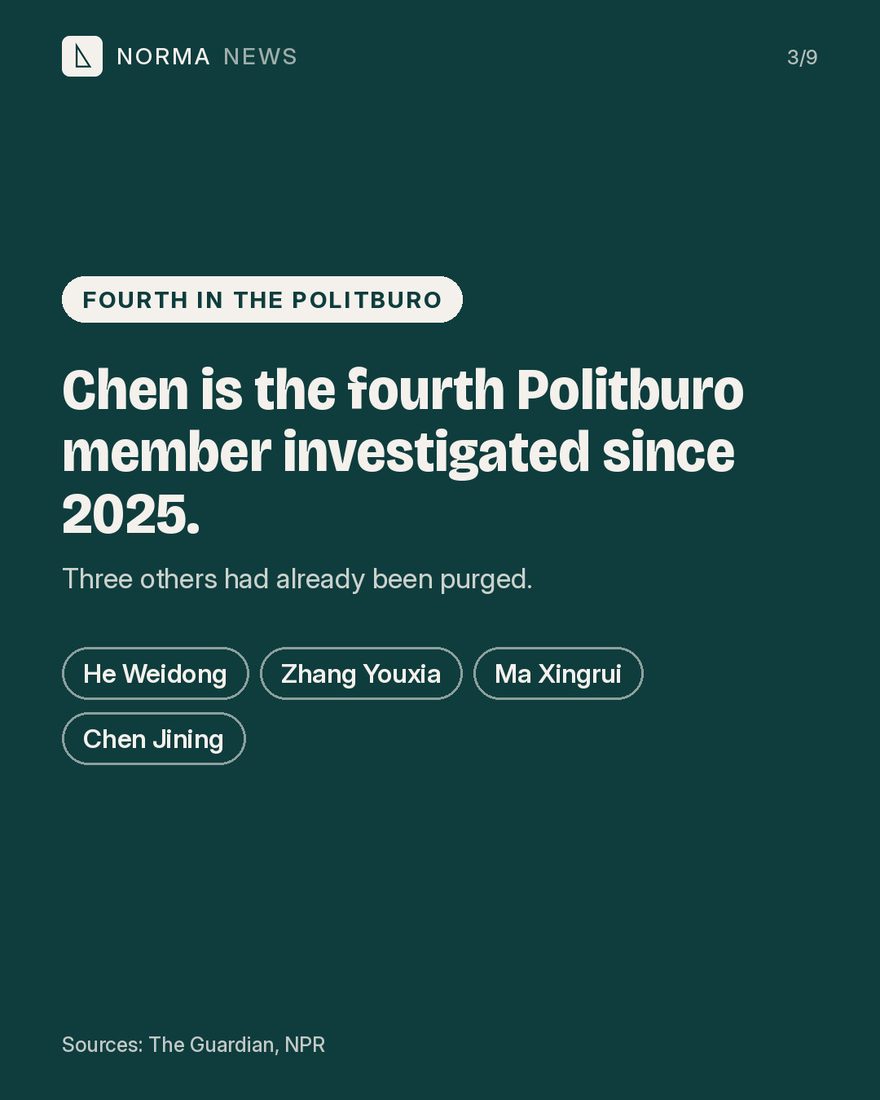 NORMA NEWS
3/9
FOURTH IN THE POLITBURO
Chen is the fourth Politburo
member investigated since
2025.
Three others had already been purged.
He Weidong
Zhang Youxia
Ma Xingrui
Chen Jining
Sources: The Guardian, NPR